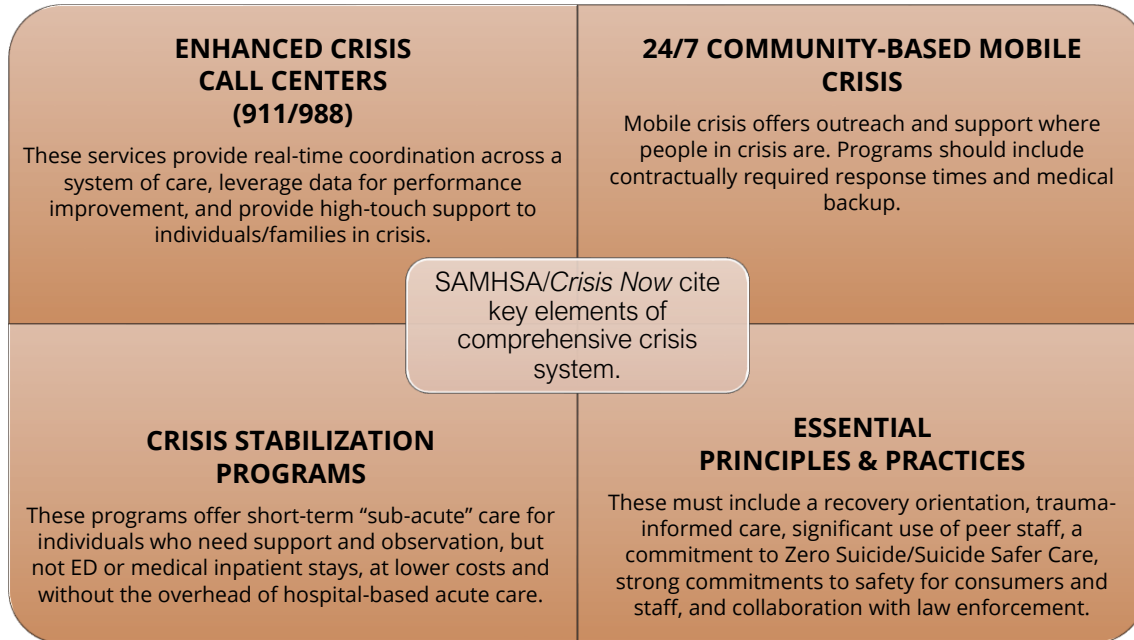 ENHANCED CRISIS
CALL CENTERS
(911/988)
These services provide real-time coordination across a
system of care, leverage data for performance
improvement, and provide high-touch support to
individuals/families in crisis.
24/7 COMMUNITY-BASED MOBILE
CRISIS
Mobile crisis offers outreach and support where
people in crisis are. Programs should include
contractually required response times and medical
backup.
SAMHSA/Crisis Now cite
key elements of
comprehensive crisis
system.
CRISIS STABILIZATION
PROGRAMS
These programs offer short-term “sub-acute” care for
individuals who need support and observation, but
not ED or medical inpatient stays, at lower costs and
without the overhead of hospital-based acute care.
ESSENTIAL
PRINCIPLES & PRACTICES
These must include a recovery orientation, trauma-
informed care, significant use of peer staff, a
commitment to Zero Suicide/Suicide Safer Care,
strong commitments to safety for consumers and
staff, and collaboration with law enforcement.